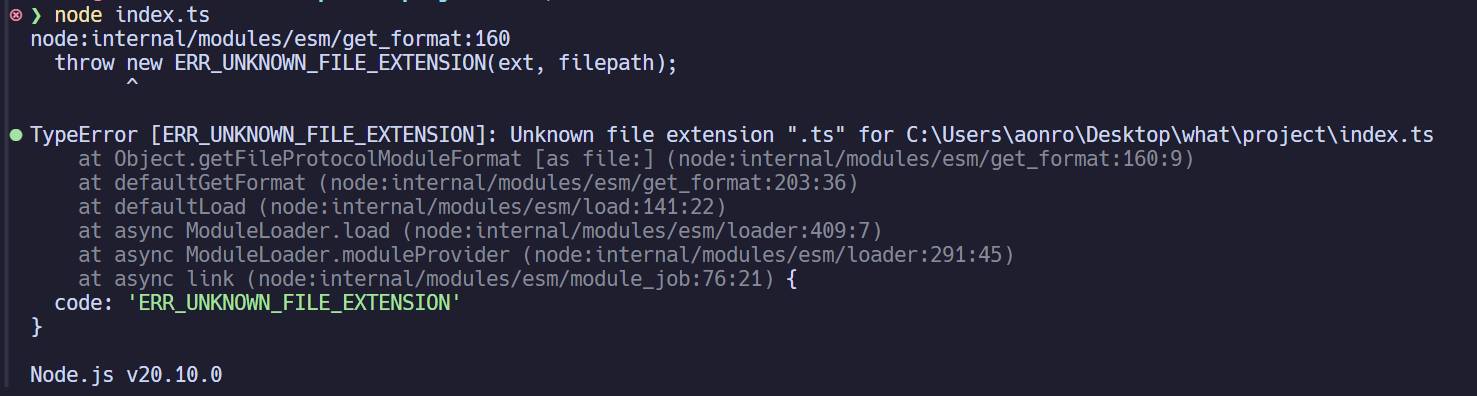 ❯ node index.ts
node:internal/modules/esm/get_format:160
  throw new ERR_UNKNOWN_FILE_EXTENSION(ext, filepath);
        ^

TypeError [ERR_UNKNOWN_FILE_EXTENSION]: Unknown file extension ".ts" for C:\Users\aonro\Desktop\what\project\index.ts
    at Object.getFileProtocolModuleFormat [as file:] (node:internal/modules/esm/get_format:160:9)
    at defaultGetFormat (node:internal/modules/esm/get_format:203:36)
    at defaultLoad (node:internal/modules/esm/load:141:22)
    at async ModuleLoader.load (node:internal/modules/esm/loader:409:7)
    at async ModuleLoader.moduleProvider (node:internal/modules/esm/loader:291:45)
    at async link (node:internal/modules/esm/module_job:76:21) {
  code: 'ERR_UNKNOWN_FILE_EXTENSION'
}

Node.js v20.10.0